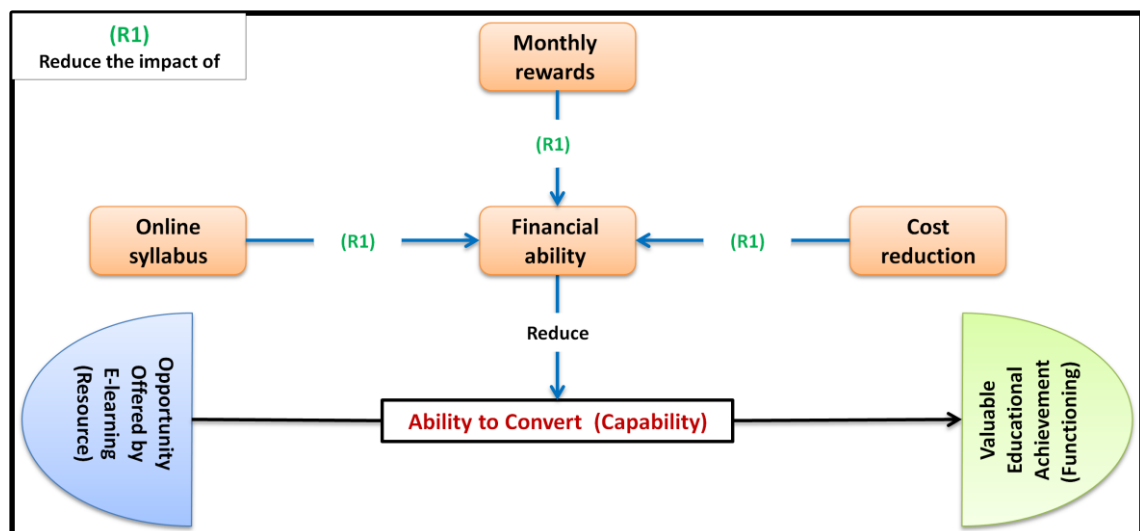 (R1)
Reduce the impact of
Monthly
rewards
(R1)
Online
syllabus
(R1)
Financial
ability
(R1)
Cost
reduction
Reduce
Opportunity
Offered by
E-learning
(Resource)
Ability to Convert (Capability)
Valuable
Educational
Achievement
(Functioning)